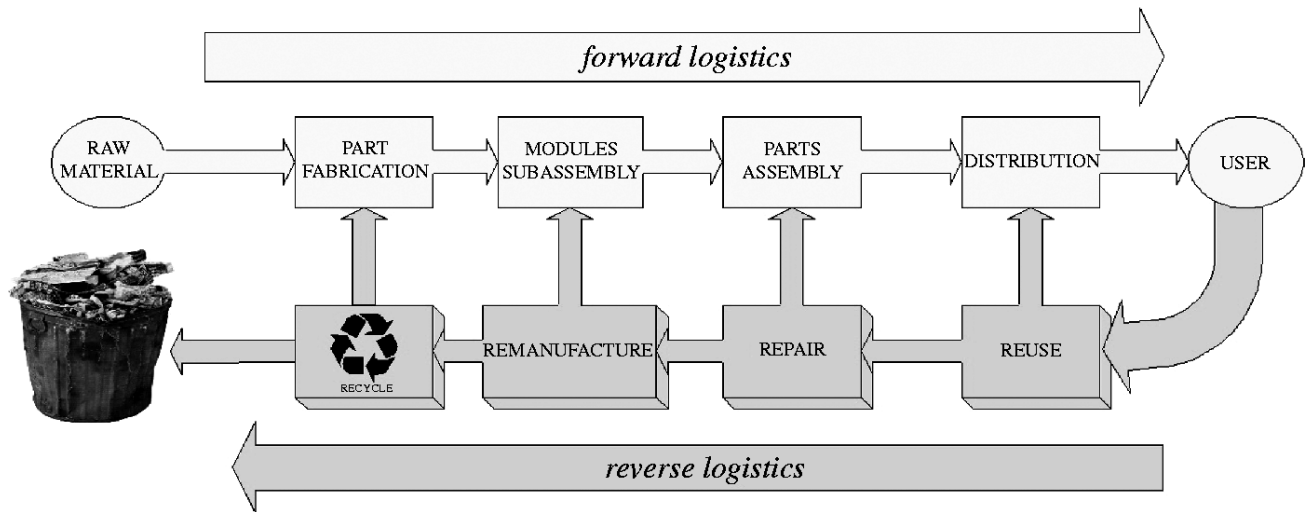 forward logistics
RAW
MATERIAL
PART
FABRICATION
MODULES
SUBASSEMBLY
PARTS
ASSEMBLY
DISTRIBUTION
USER
RECYCLE
REMANUFACTURE
REPAIR
REUSE
reverse logistics